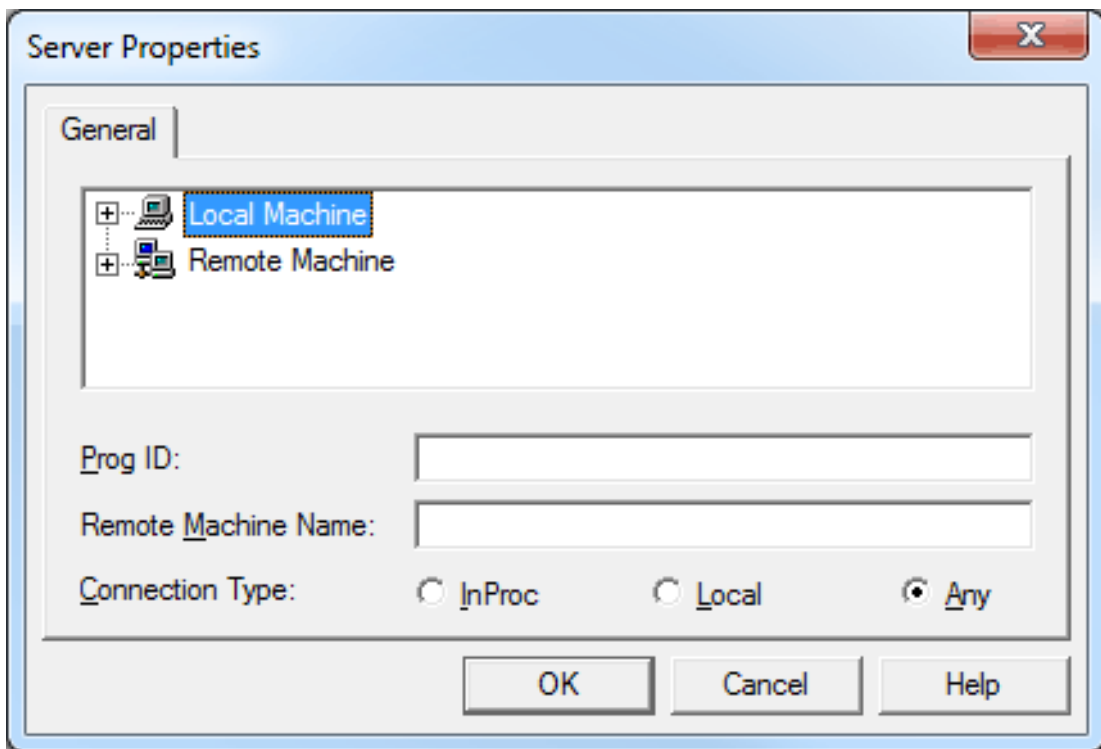 Server Properties
General
Local Machine
Remote Machine
Prog ID:
Remote Machine Name:
Connection Type: InProc Local Any
OK Cancel Help